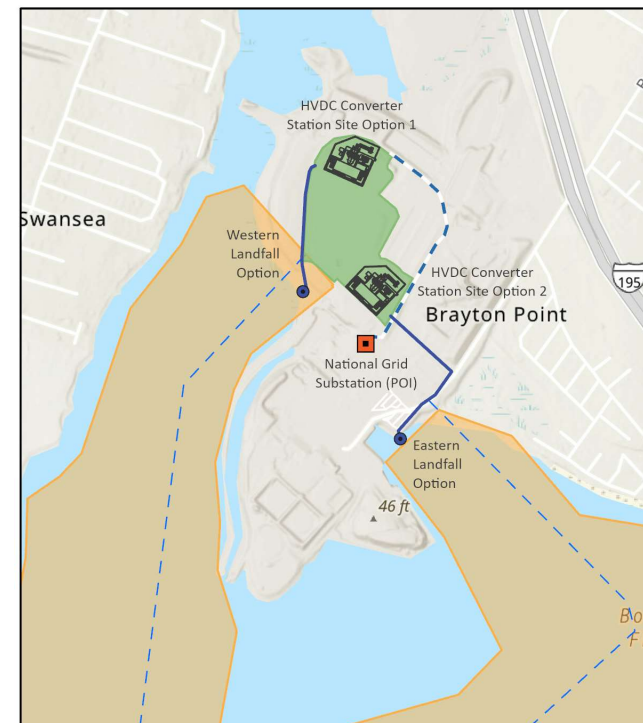 HVDC Converter
Station Site Option 1
Swansea
Western
Landfall
Option
HVDC Converter
Station Site Option 2
195
Brayton Point
National Grid
Substation (POI)
Eastern
Landfall
Option
46 ft
Bo
F